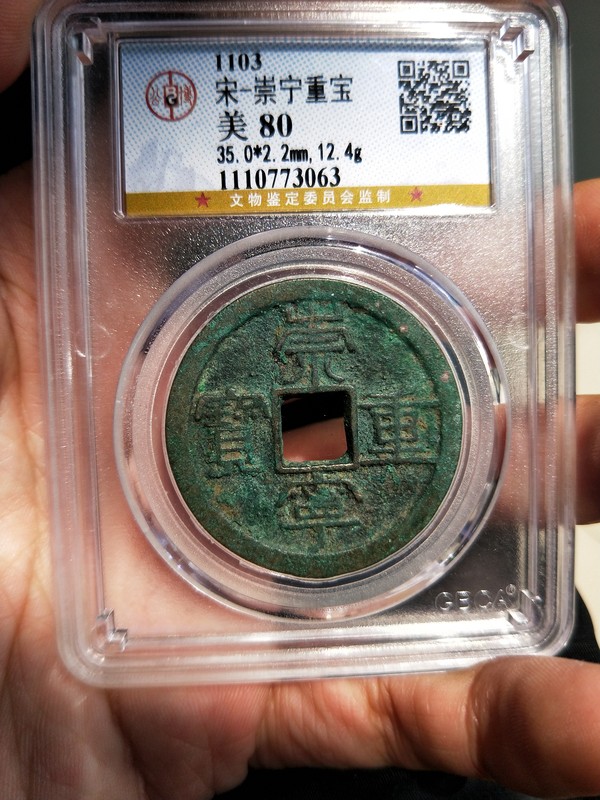 1103
宋-崇宁重宝
美 80
35.0*2.2mm,12.4g
1110773063
文物鉴定委员会监制
崇
寶 重
寧
GBCA